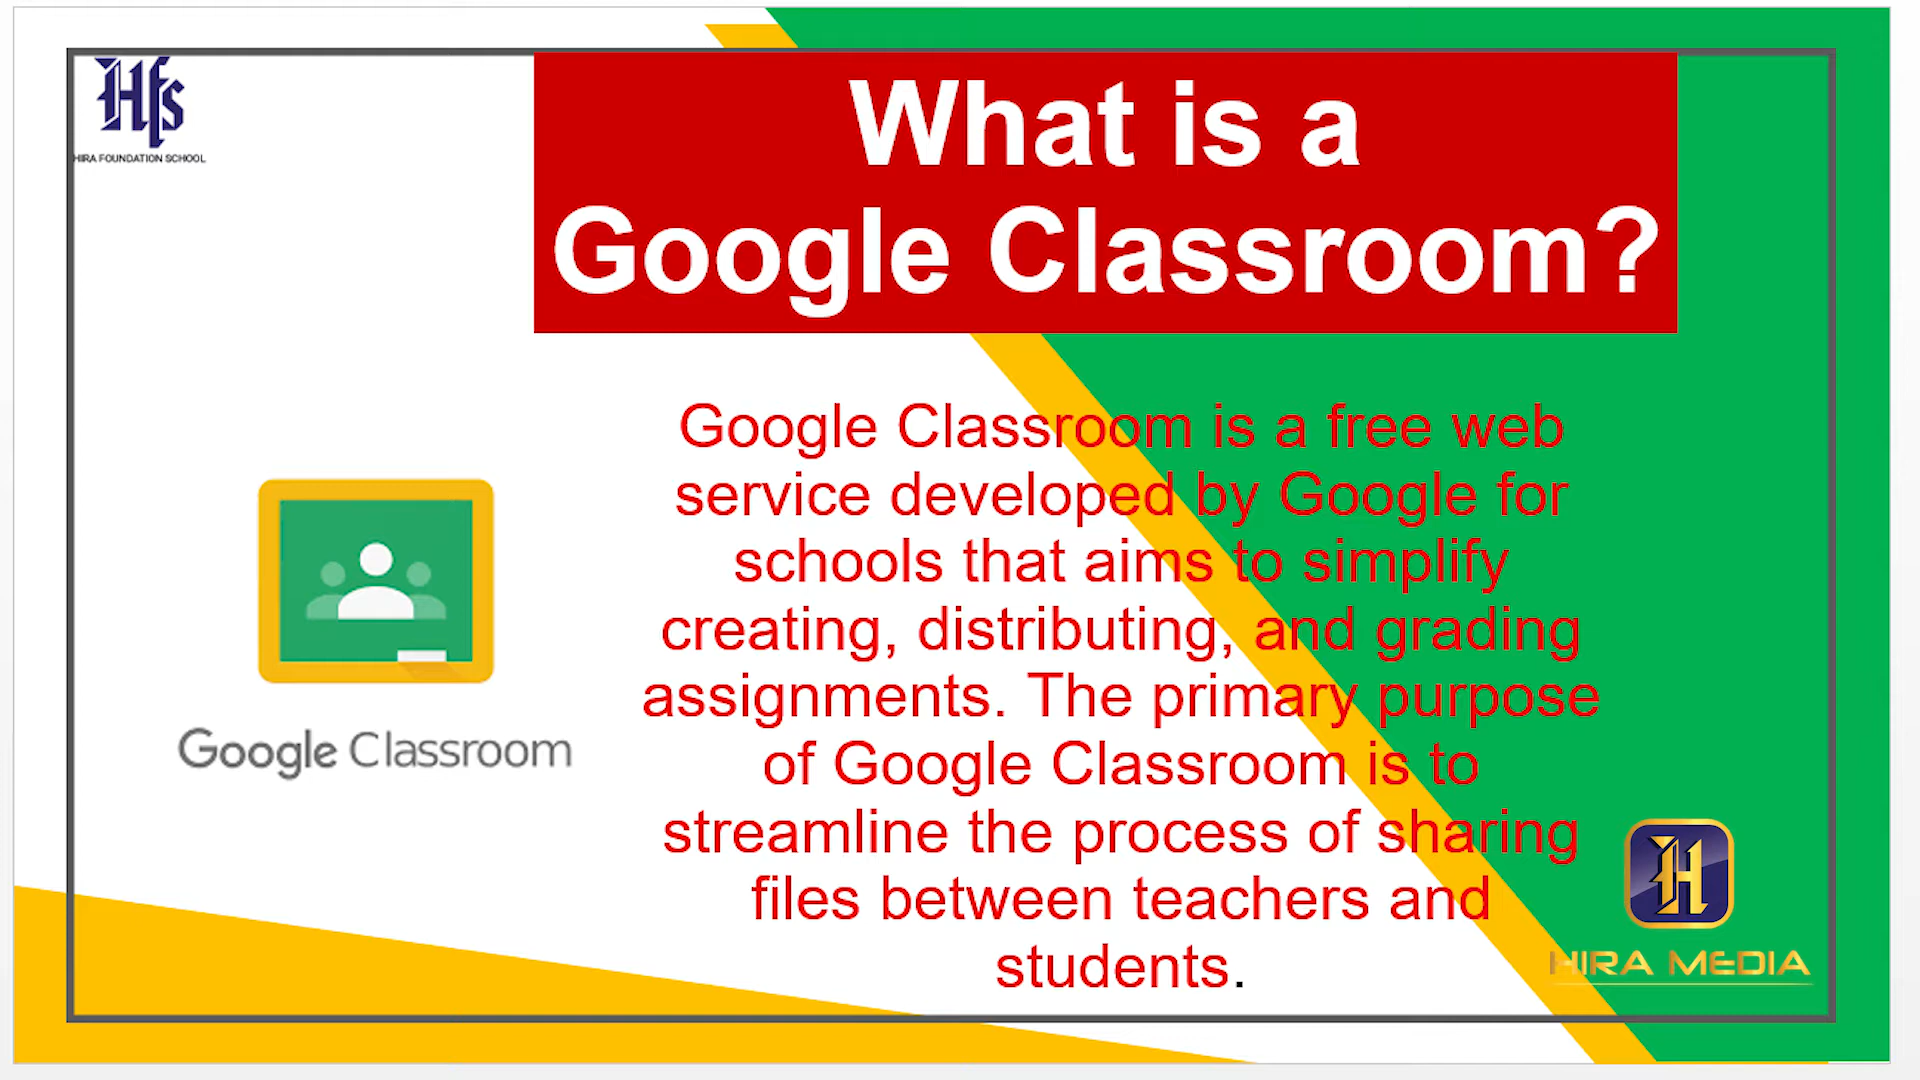 Hfs
HIRA FOUNDATION SCHOOL
What is a
Google Classroom?
Google Classroom is a free web
service developed by Google for
schools that aims to simplify
creating, distributing, and grading
assignments. The primary purpose
of Google Classroom is to
streamline the process of sharing
files between teachers and
students.
Google Classroom
H
HIRA MEDIA